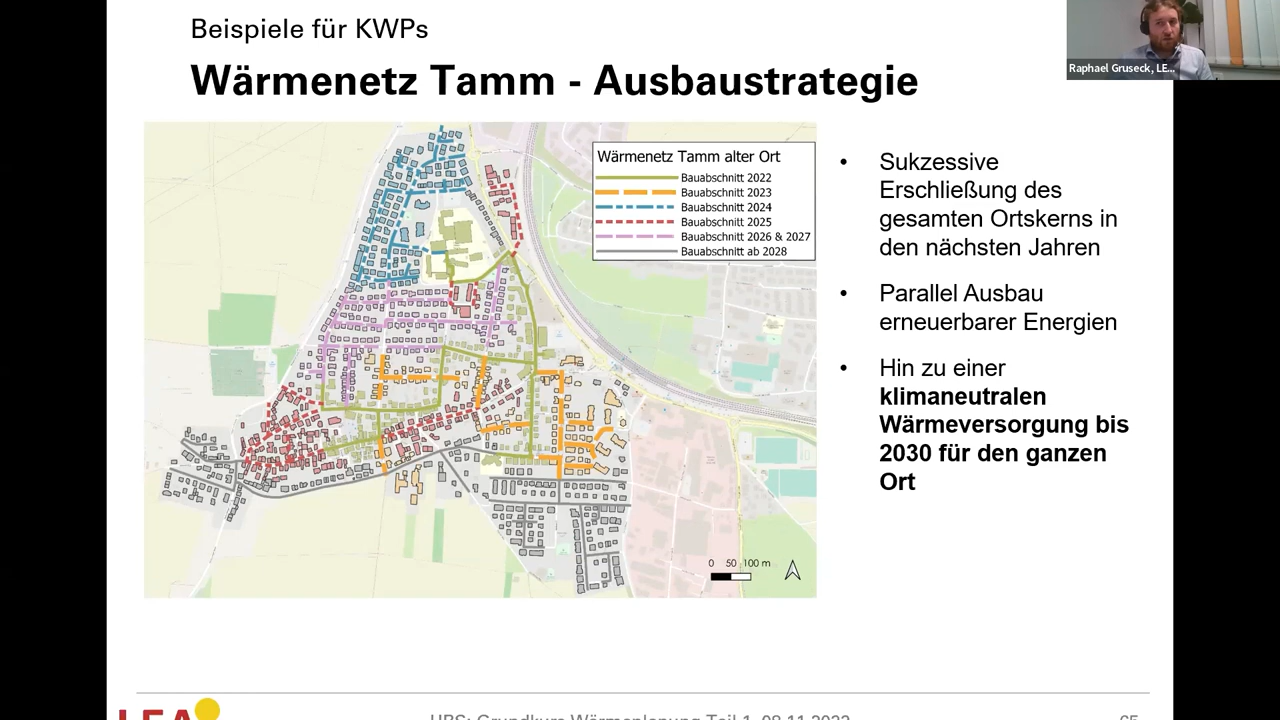 Beispiele für KWPs
Wärmenetz Tamm - Ausbaustrategie
Raphael Gruseck, LE...
Wärmenetz Tamm alter Ort
Bauabschnitt 2022
Bauabschnitt 2023
Bauabschnitt 2024
Bauabschnitt 2025
Bauabschnitt 2026 & 2027
Bauabschnitt ab 2028
0 50 100 m
• Sukzessive
Erschließung des
gesamten Ortskerns in
den nächsten Jahren
• Parallel Ausbau
erneuerbarer Energien
• Hin zu einer
klimaneutralen
Wärmeversorgung bis
2030 für den ganzen
Ort
LEA